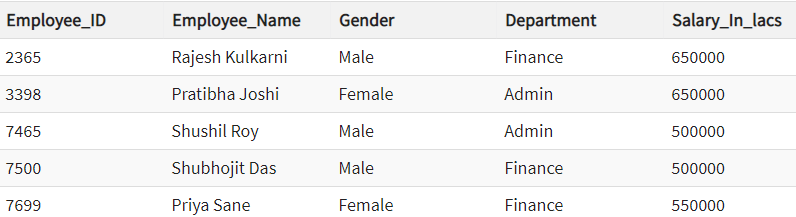 Employee_ID Employee_Name Gender Department Salary_In_lacs
2365 Rajesh Kulkarni Male Finance 650000
3398 Pratibha Joshi Female Admin 650000
7465 Shushil Roy Male Admin 500000
7500 Shubhojit Das Male Finance 500000
7699 Priya Sane Female Finance 550000